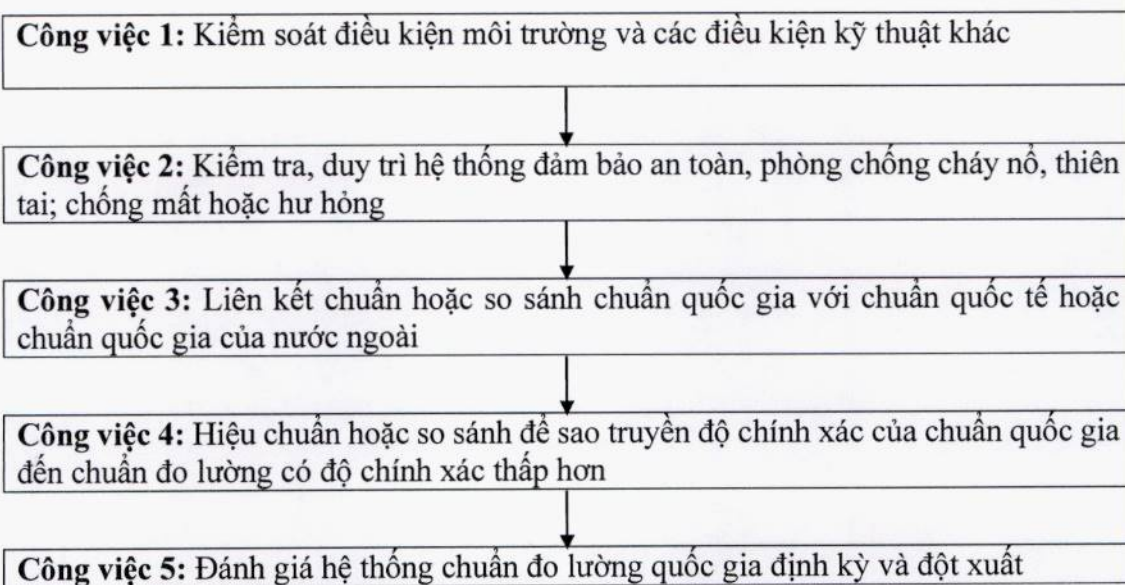 Công việc 1: Kiểm soát điều kiện môi trường và các điều kiện kỹ thuật khác
Công việc 2: Kiểm tra, duy trì hệ thống đảm bảo an toàn, phòng chống cháy nổ, thiên
tai; chống mất hoặc hư hỏng
Công việc 3: Liên kết chuẩn hoặc so sánh chuẩn quốc gia với chuẩn quốc tế hoặc
chuẩn quốc gia của nước ngoài
Công việc 4: Hiệu chuẩn hoặc so sánh để sao truyền độ chính xác của chuẩn quốc gia
đến chuẩn đo lường có độ chính xác thấp hơn
Công việc 5: Đánh giá hệ thống chuẩn đo lường quốc gia định kỳ và đột xuất